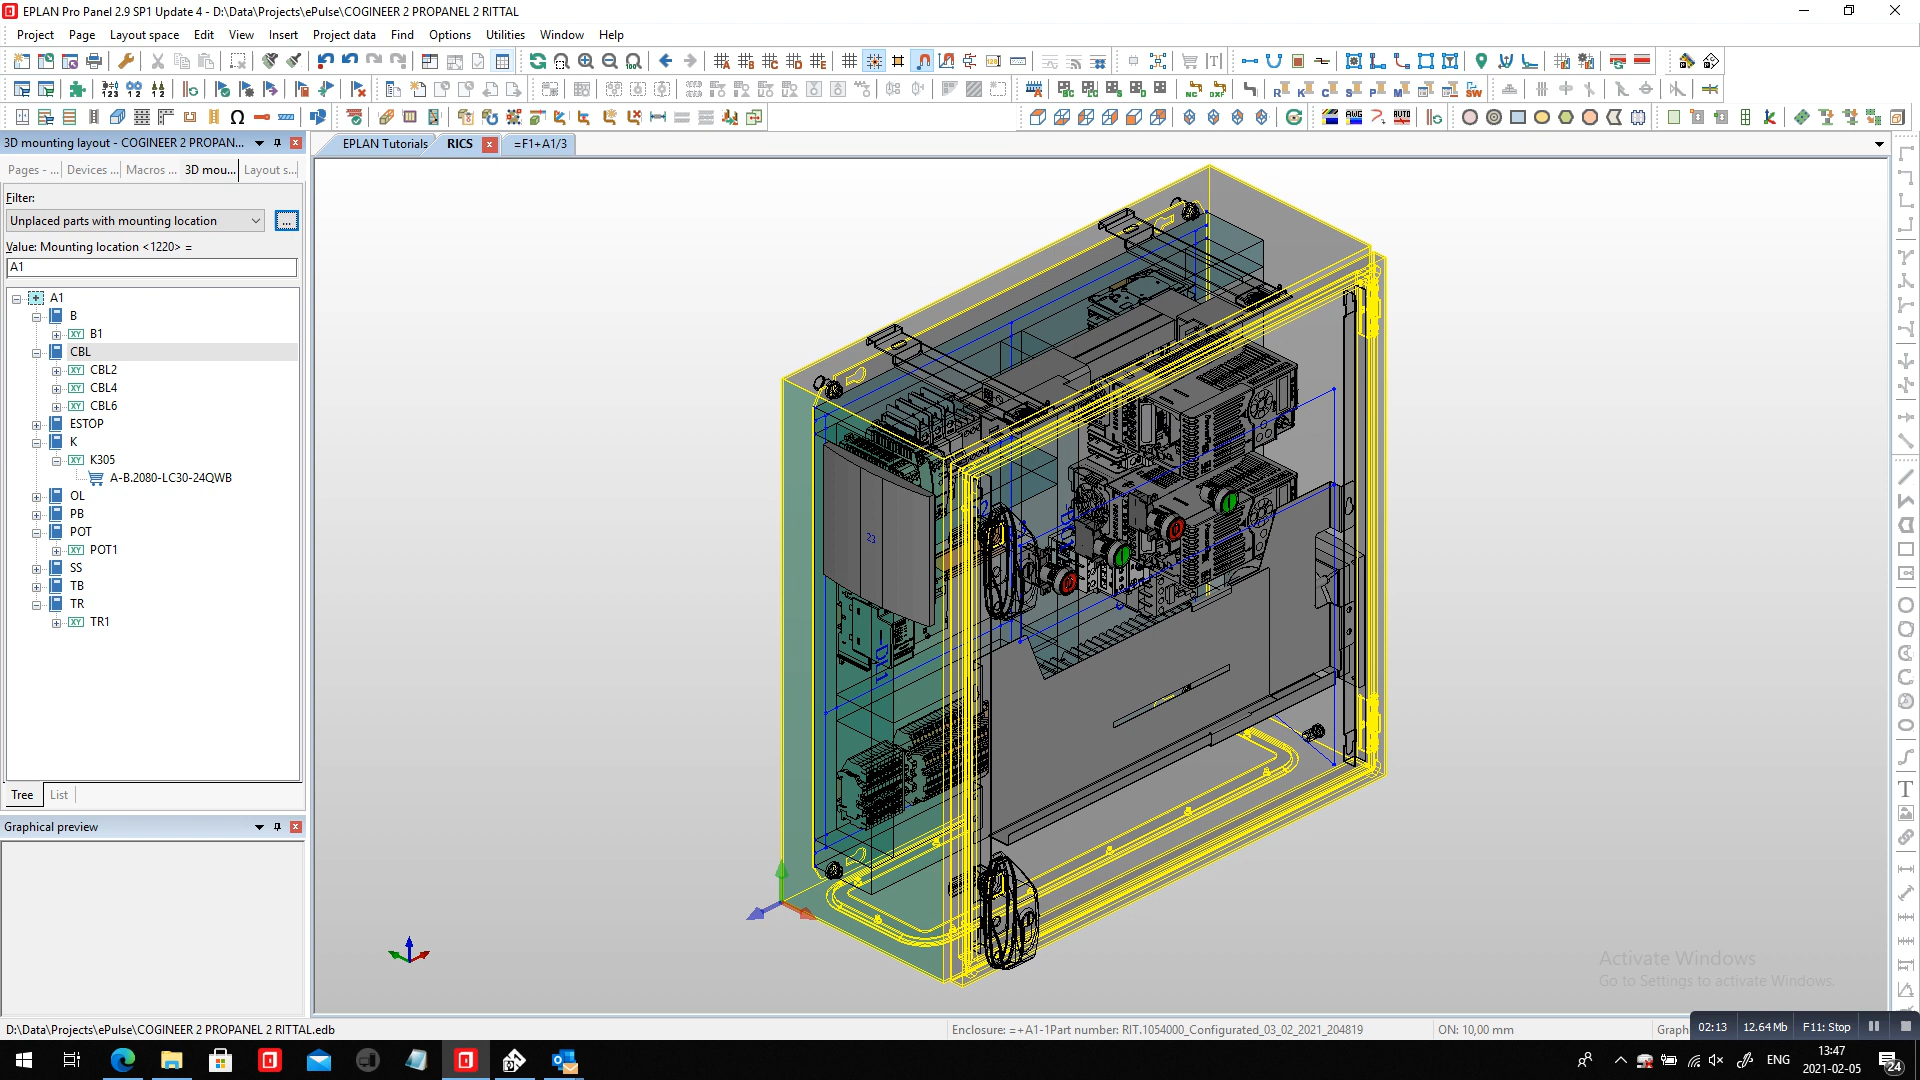 EPLAN Pro Panel 2.9 SP1 Update 4 - D:\Data\Projects\ePulse\COGINEER 2 PROPANEL 2 RITTAL
Project Page Layout space Edit View Insert Project data Find Options Utilities Window Help
3D mounting layout - COGINEER 2 PROPAN...
Pages - ... Devices ... Macros ... 3D mou... Layout s...
EPLAN Tutorials RICS =F1+A1/3
Filter:
Unplaced parts with mounting location
...
Value: Mounting location <1220> =
A1
A1
B
B1
CBL
CBL2
CBL4
CBL6
ESTOP
K
K305
A-B.2080-LC30-24QWB
OL
PB
POT
POT1
SS
TB
TR
TR1
Tree List
Graphical preview
23
Activate Windows
Go to Settings to activate Windows.
D:\Data\Projects\ePulse\COGINEER 2 PROPANEL 2 RITTAL.edb
Enclosure: =+A1-1Part number: RIT.1054000_Configurated_03_02_2021_204819
ON: 10,00 mm
Graph
02:13 12.64 Mb F11: Stop
ENG
13:47
2021-02-05
24